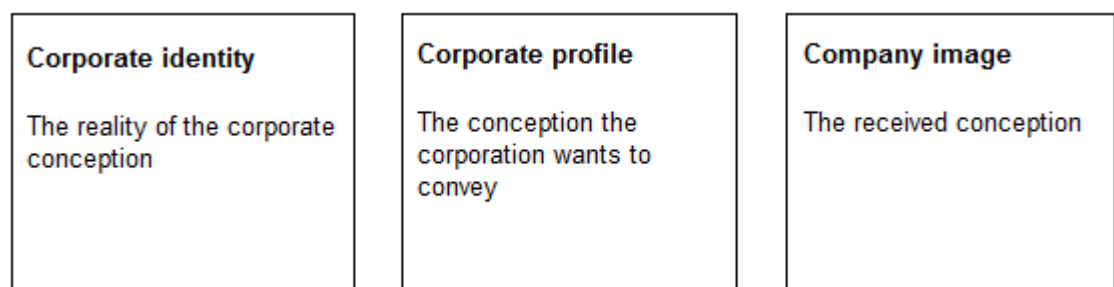 Corporate identity
The reality of the corporate
conception
Corporate profile
The conception the
corporation wants to
convey
Company image
The received conception